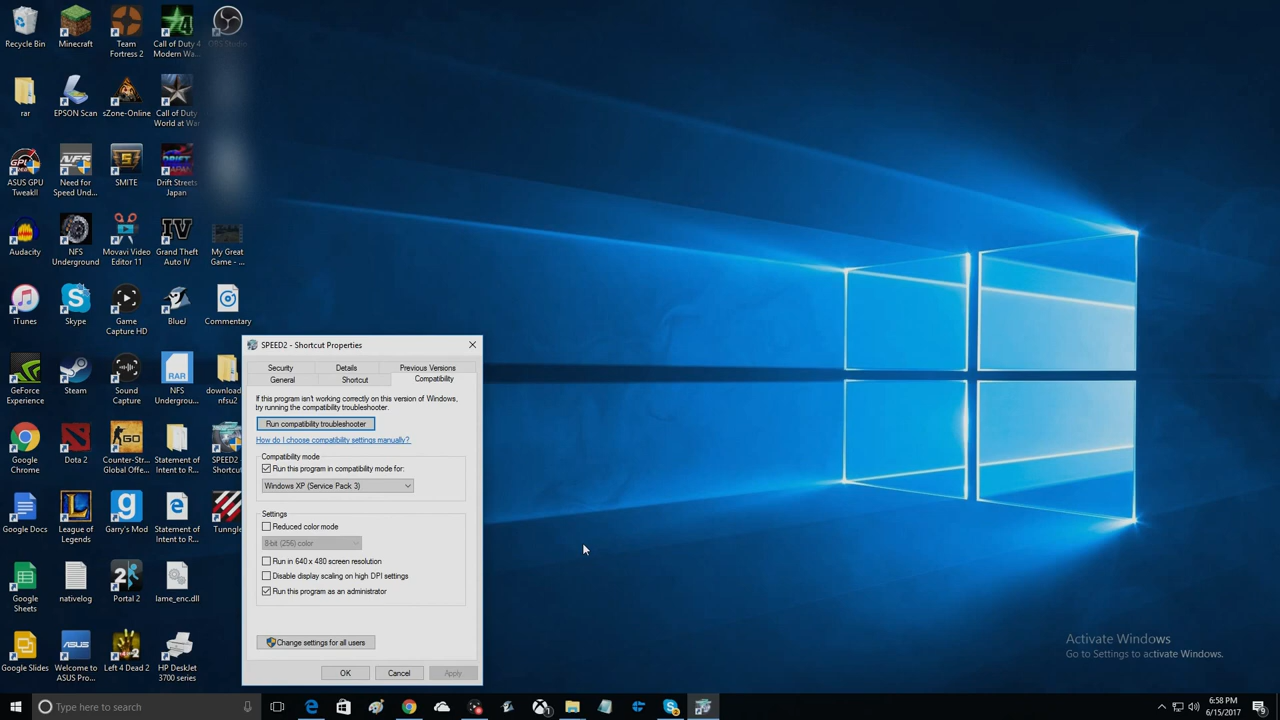 Recycle Bin
Minecraft
Team
Fortress 2
Call of Duty 4
Modern Wa...
OBS Studio
rar
EPSON Scan
sZone-Online
Call of Duty
World at War
ASUS GPU
TweakII
Need for
Speed Und...
SMITE
Drift Streets
Japan
Audacity
NFS
Underground
Movavi Video
Editor 11
Grand Theft
Auto IV
My Great
Game - ...
iTunes
Skype
Game
Capture HD
BlueJ
Commentary
GeForce
Experience
Steam
Sound
Capture
NFS
Undergrou...
download
nfsu2
Google
Chrome
Dota 2
Counter-Str...
Global Offe...
Statement of
Intent to R...
SPEED2 -
Shortcut
Google Docs
League of
Legends
Garry's Mod
Statement of
Intent to R...
Tunngle
Google
Sheets
nativelog
Portal 2
lame_enc.dll
Google Slides
Welcome to
ASUS Pro...
Left 4 Dead 2
HP DeskJet
3700 series
SPEED2 - Shortcut Properties
Security
Details
Previous Versions
General
Shortcut
Compatibility
If this program isn't working correctly on this version of Windows,
try running the compatibility troubleshooter.
Run compatibility troubleshooter
How do I choose compatibility settings manually?
Compatibility mode
Run this program in compatibility mode for:
Windows XP (Service Pack 3)
Settings
Reduced color mode
8-bit (256) color
Run in 640 x 480 screen resolution
Disable display scaling on high DPI settings
Run this program as an administrator
Change settings for all users
OK
Cancel
Apply
Activate Windows
Go to Settings to activate Windows.
Type here to search
6:58 PM
6/15/2017